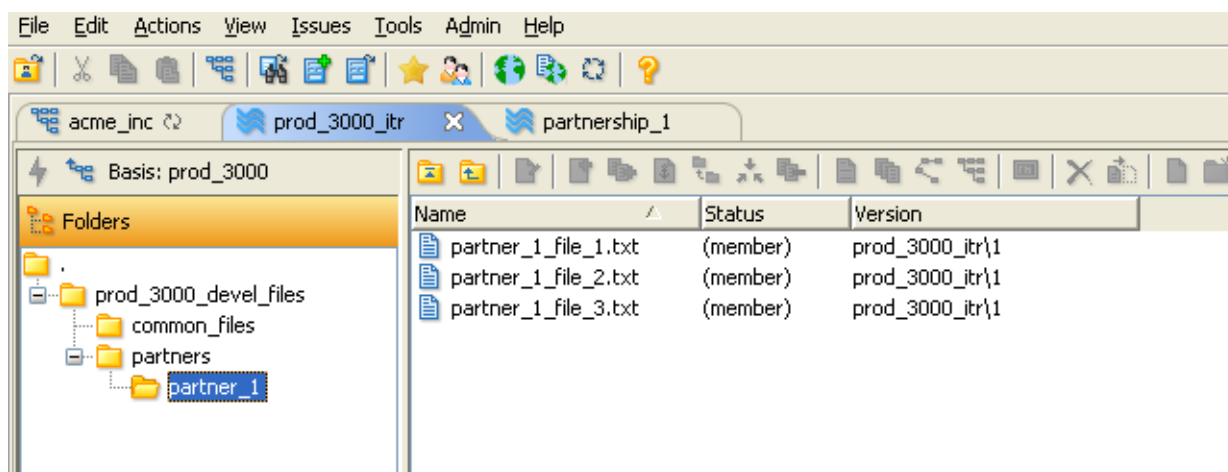 File Edit Actions View Issues Tools Admin Help
acme_inc prod_3000_itr partnership_1
Basis: prod_3000
Folders
Name Status Version
.
prod_3000_devel_files
common_files
partners
partner_1
partner_1_file_1.txt (member) prod_3000_itr\1
partner_1_file_2.txt (member) prod_3000_itr\1
partner_1_file_3.txt (member) prod_3000_itr\1